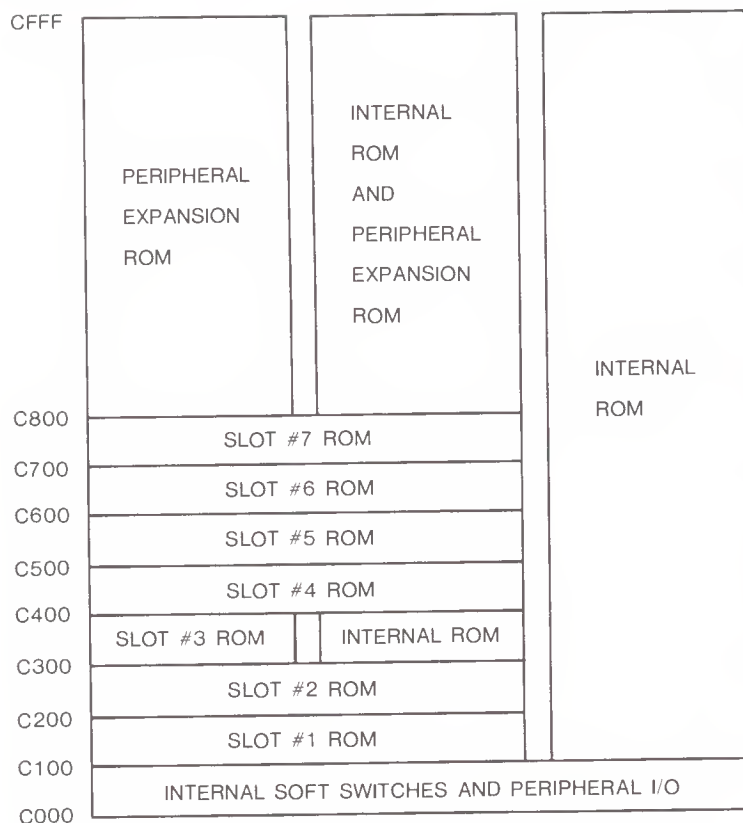 CFFF
PERIPHERAL
EXPANSION
ROM
INTERNAL
ROM
AND
PERIPHERAL
EXPANSION
ROM
INTERNAL
ROM
C800
SLOT #7 ROM
C700
SLOT #6 ROM
C600
SLOT #5 ROM
C500
SLOT #4 ROM
C400
SLOT #3 ROM
INTERNAL ROM
C300
SLOT #2 ROM
C200
SLOT #1 ROM
C100
INTERNAL SOFT SWITCHES AND PERIPHERAL I/O
C000